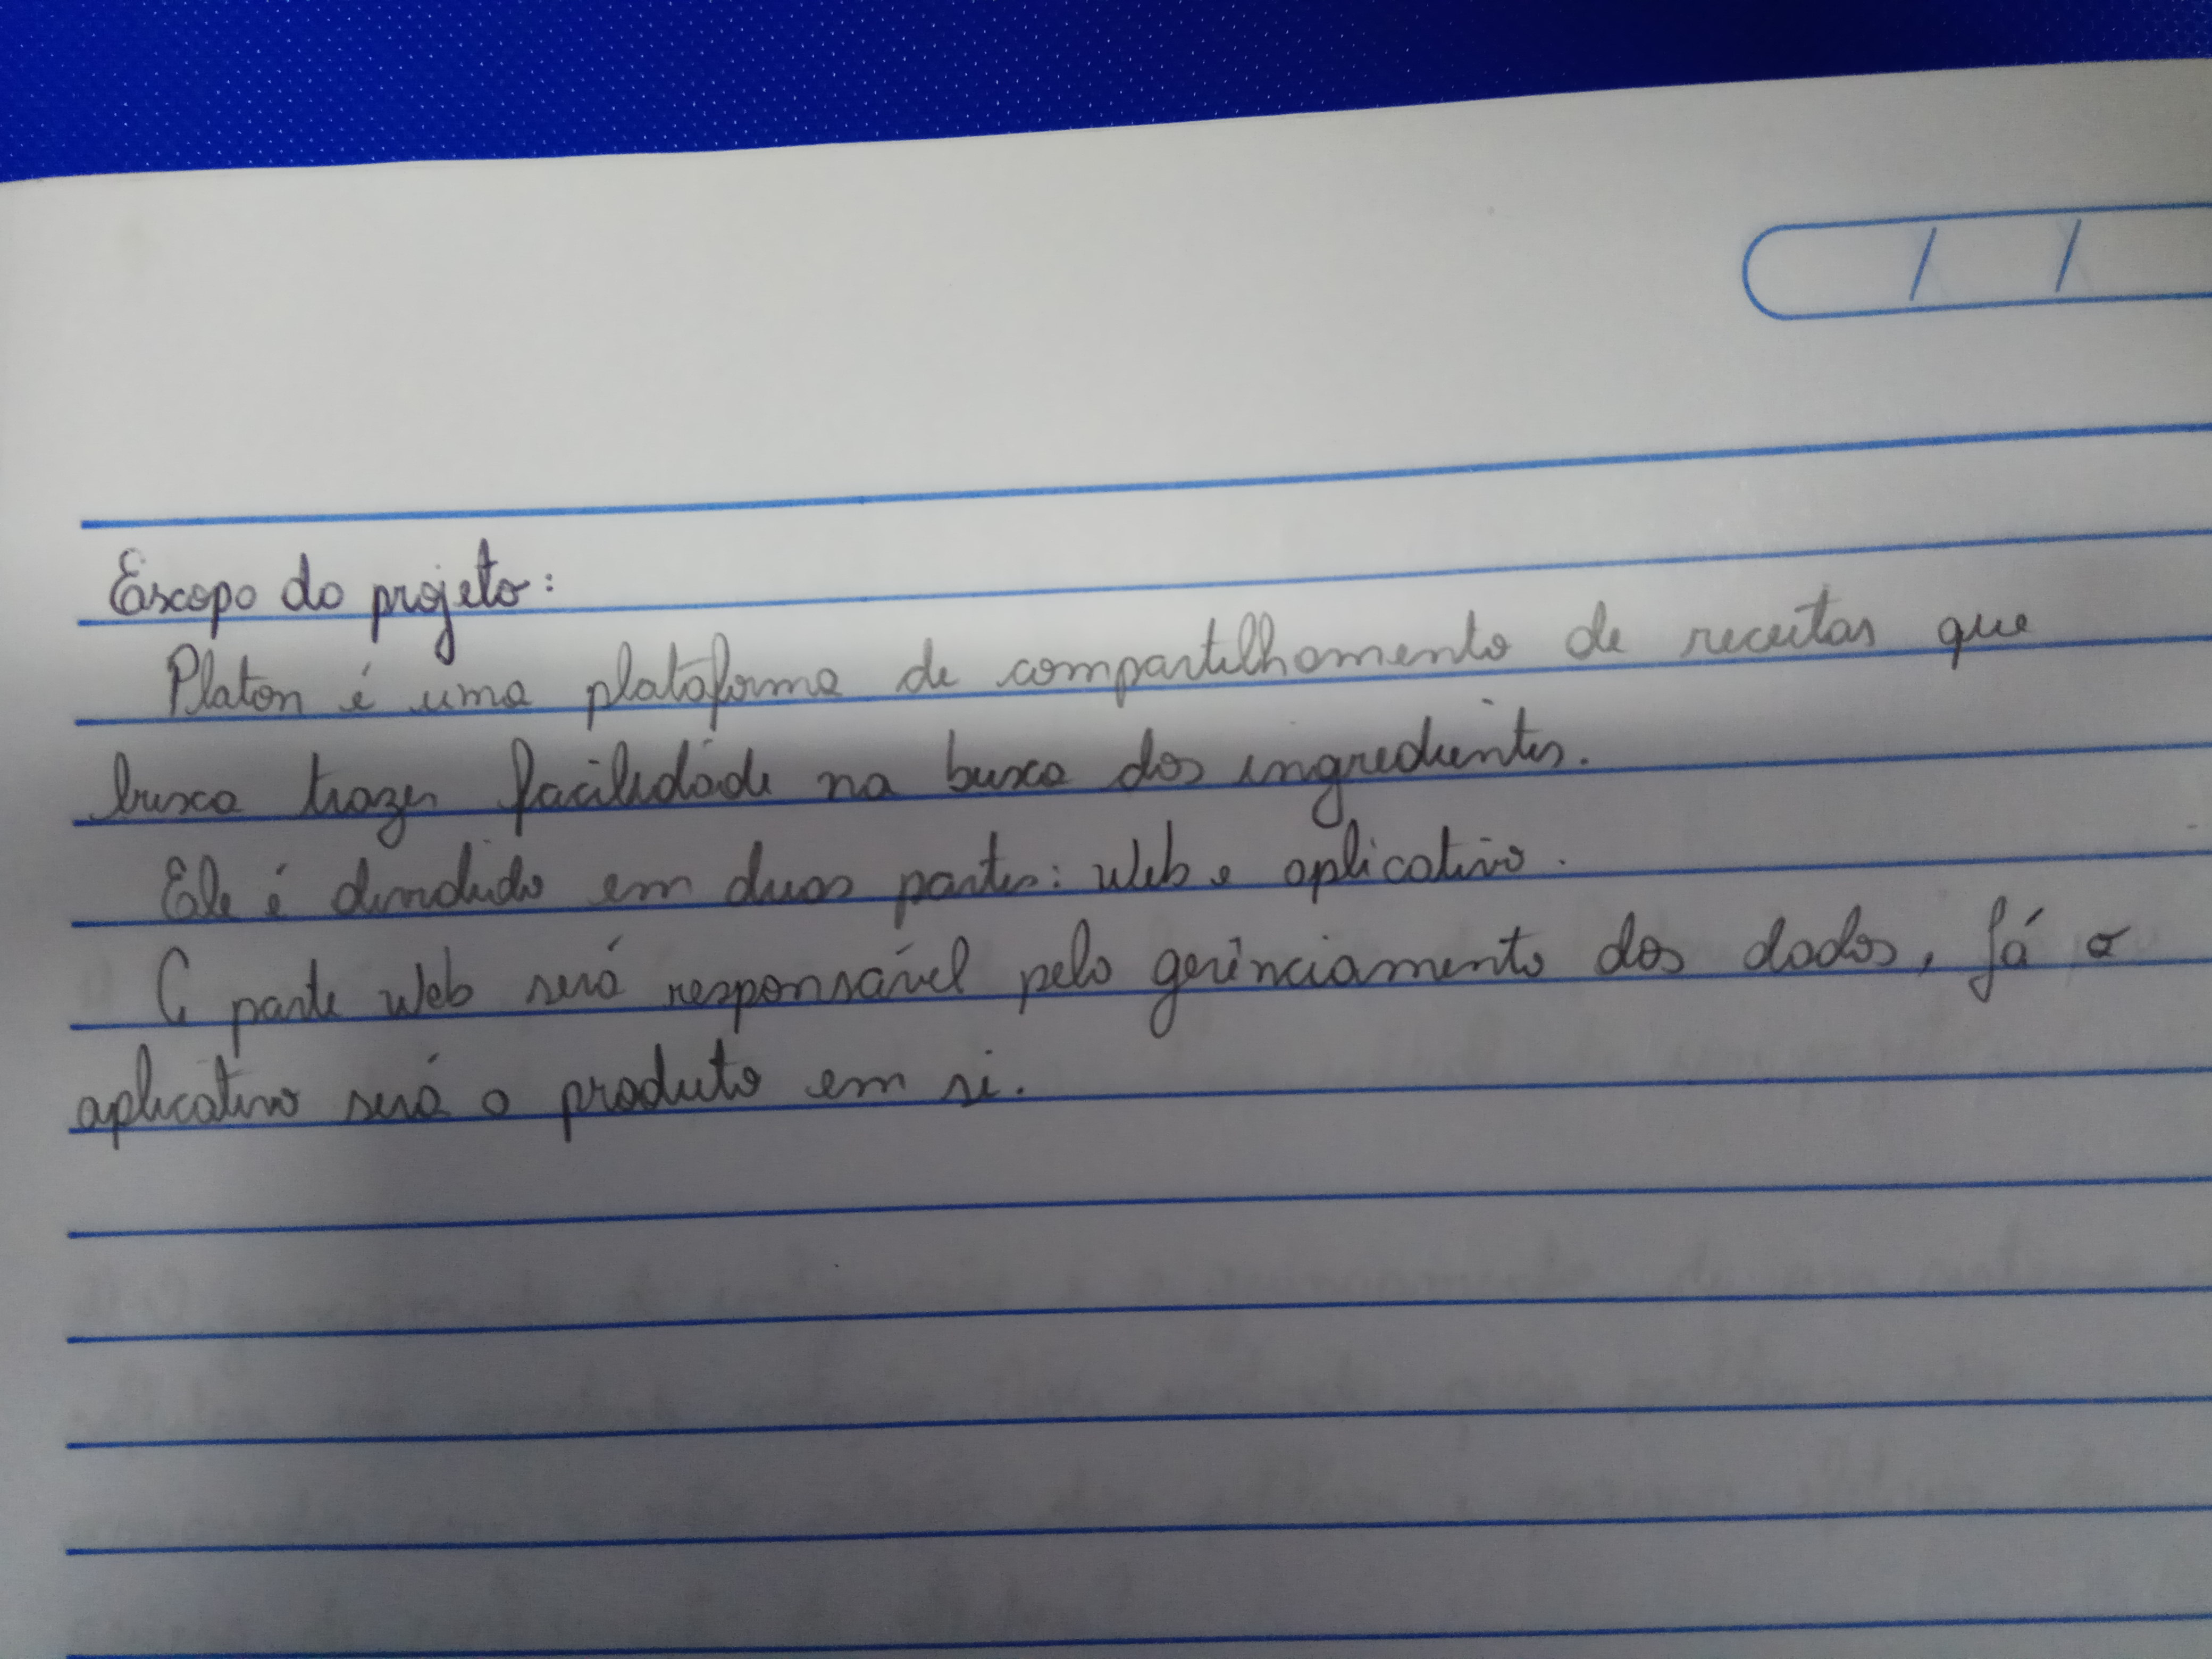 Escopo do projeto:
Platon é uma plataforma de compartilhamento de receitas que
busca trazer facilidade na busca dos ingredientes.
Ele é dividido em duas partes: Web e aplicativo.
A parte Web será responsável pelo gerênciamento dos dados, Já o
aplicativo será o produto em si.